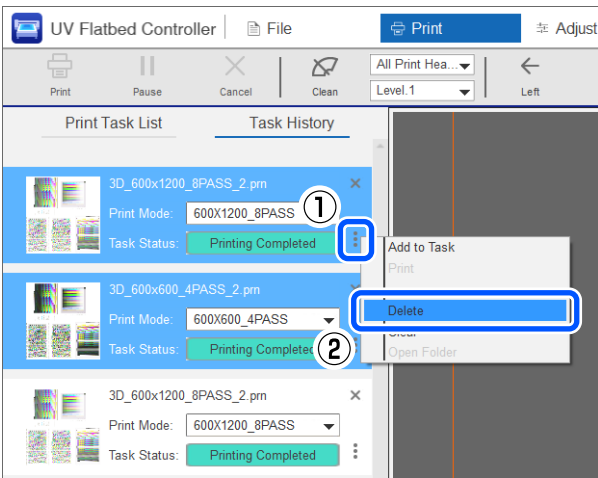 UV Flatbed Controller File Print Adjust
Print Pause Cancel Clean All Print Hea... Level.1 Left
Print Task List Task History
3D_600x1200_8PASS_2.prn
Print Mode: 600X1200_8PASS
①
Task Status: Printing Completed
Add to Task
Print
Delete
Clear
Open Folder
3D_600x600_4PASS_2.prn
Print Mode: 600X600_4PASS
Task Status: Printing Completed
②
3D_600x1200_8PASS_2.prn
Print Mode: 600X1200_8PASS
Task Status: Printing Completed